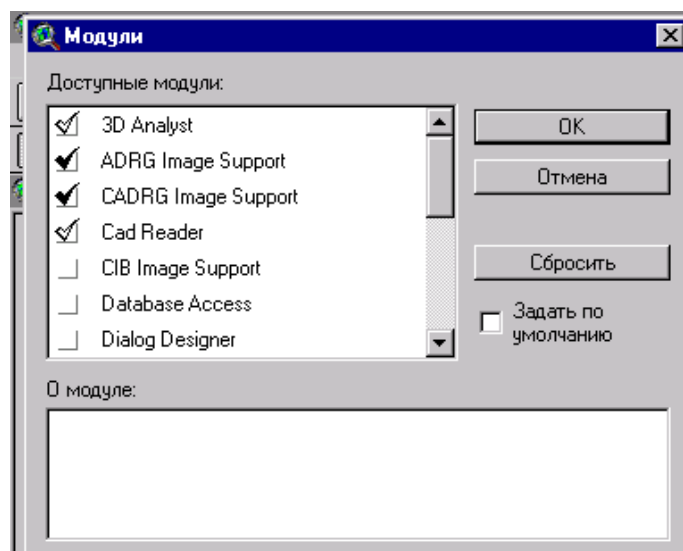 Модули
Доступные модули:
3D Analyst
ADRG Image Support
CADRG Image Support
Cad Reader
CIB Image Support
Database Access
Dialog Designer
OK
Отмена
Сбросить
Задать по
умолчанию
О модуле: